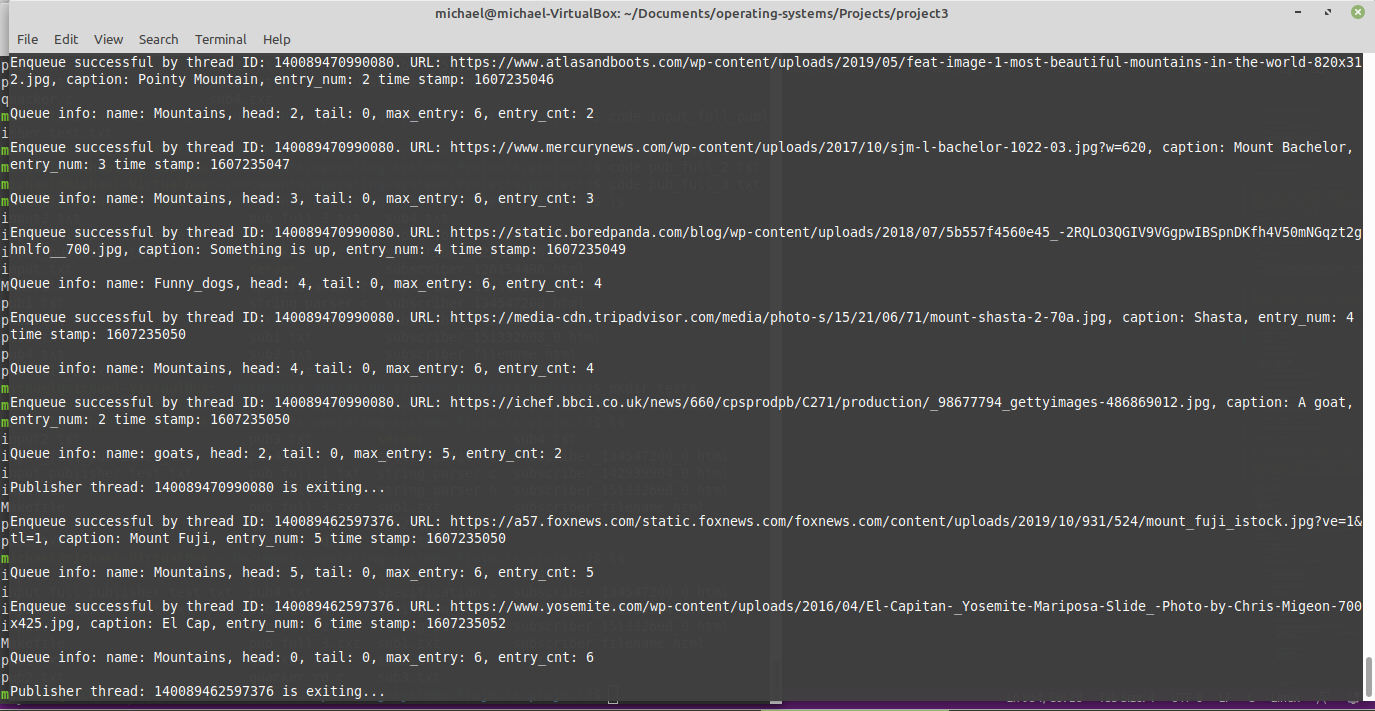 michael@michael-VirtualBox: ~/Documents/operating-systems/Projects/project3
File Edit View Search Terminal Help
Enqueue successful by thread ID: 140089470990080. URL: https://www.atlasandboots.com/wp-content/uploads/2019/05/feat-image-1-most-beautiful-mountains-in-the-world-820x31
2.jpg, caption: Pointy Mountain, entry_num: 2 time stamp: 1607235046
Queue info: name: Mountains, head: 2, tail: 0, max_entry: 6, entry_cnt: 2
Enqueue successful by thread ID: 140089470990080. URL: https://www.mercurynews.com/wp-content/uploads/2017/10/sjm-l-bachelor-1022-03.jpg?w=620, caption: Mount Bachelor,
entry_num: 3 time stamp: 1607235047
Queue info: name: Mountains, head: 3, tail: 0, max_entry: 6, entry_cnt: 3
Enqueue successful by thread ID: 140089470990080. URL: https://static.boredpanda.com/blog/wp-content/uploads/2018/07/5b557f4560e45_-2RQLO3QGIV9VGgpwIBSpnDKfh4V50mNGqzt2g
hnlfo__700.jpg, caption: Something is up, entry_num: 4 time stamp: 1607235049
Queue info: name: Funny_dogs, head: 4, tail: 0, max_entry: 6, entry_cnt: 4
Enqueue successful by thread ID: 140089470990080. URL: https://media-cdn.tripadvisor.com/media/photo-s/15/21/06/71/mount-shasta-2-70a.jpg, caption: Shasta, entry_num: 4
time stamp: 1607235050
Queue info: name: Mountains, head: 4, tail: 0, max_entry: 6, entry_cnt: 4
Enqueue successful by thread ID: 140089470990080. URL: https://ichef.bbci.co.uk/news/660/cpsprodpb/C271/production/_98677794_gettyimages-486869012.jpg, caption: A goat,
entry_num: 2 time stamp: 1607235050
Queue info: name: goats, head: 2, tail: 0, max_entry: 5, entry_cnt: 2
Publisher thread: 140089470990080 is exiting...
Enqueue successful by thread ID: 140089462597376. URL: https://a57.foxnews.com/static.foxnews.com/foxnews.com/content/uploads/2019/10/931/524/mount_fuji_istock.jpg?ve=1&
tl=1, caption: Mount Fuji, entry_num: 5 time stamp: 1607235050
Queue info: name: Mountains, head: 5, tail: 0, max_entry: 6, entry_cnt: 5
Enqueue successful by thread ID: 140089462597376. URL: https://www.yosemite.com/wp-content/uploads/2016/04/El-Capitan-_Yosemite-Mariposa-Slide_-Photo-by-Chris-Migeon-700
x425.jpg, caption: El Cap, entry_num: 6 time stamp: 1607235052
Queue info: name: Mountains, head: 0, tail: 0, max_entry: 6, entry_cnt: 6
Publisher thread: 140089462597376 is exiting...